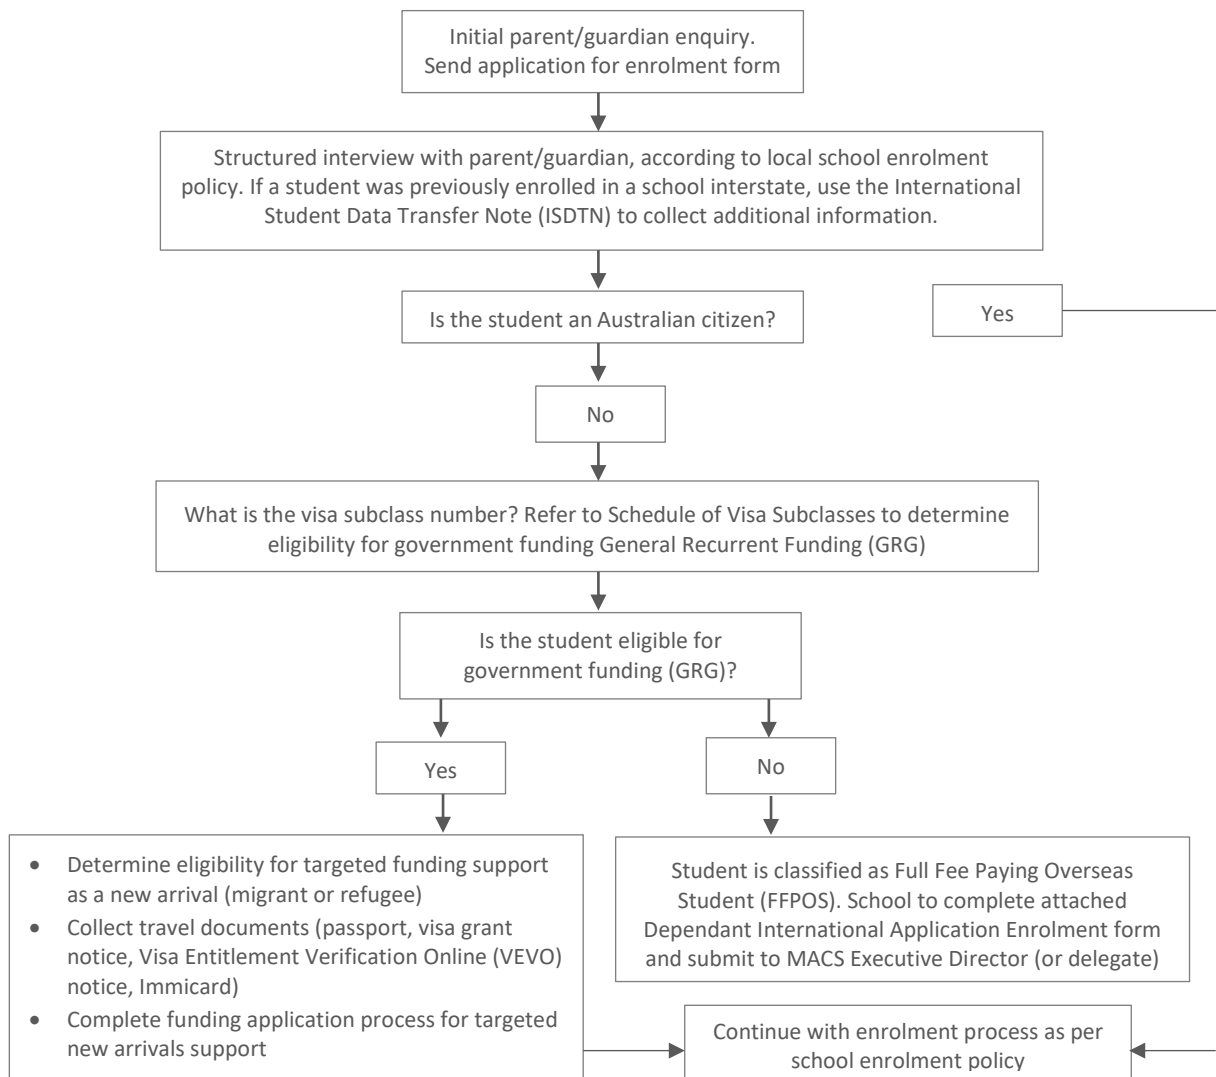 Initial parent/guardian enquiry.
Send application for enrolment form
Structured interview with parent/guardian, according to local school enrolment
policy. If a student was previously enrolled in a school interstate, use the International
Student Data Transfer Note (ISDTN) to collect additional information.
Is the student an Australian citizen?
Yes
No
What is the visa subclass number? Refer to Schedule of Visa Subclasses to determine
eligibility for government funding General Recurrent Funding (GRG)
Is the student eligible for
government funding (GRG)?
Yes
No
• Determine eligibility for targeted funding support
as a new arrival (migrant or refugee)
• Collect travel documents (passport, visa grant
notice, Visa Entitlement Verification Online (VEVO)
notice, Immicard)
• Complete funding application process for targeted
new arrivals support
Student is classified as Full Fee Paying Overseas
Student (FFPOS). School to complete attached
Dependant International Application Enrolment form
and submit to MACS Executive Director (or delegate)
Continue with enrolment process as per
school enrolment policy